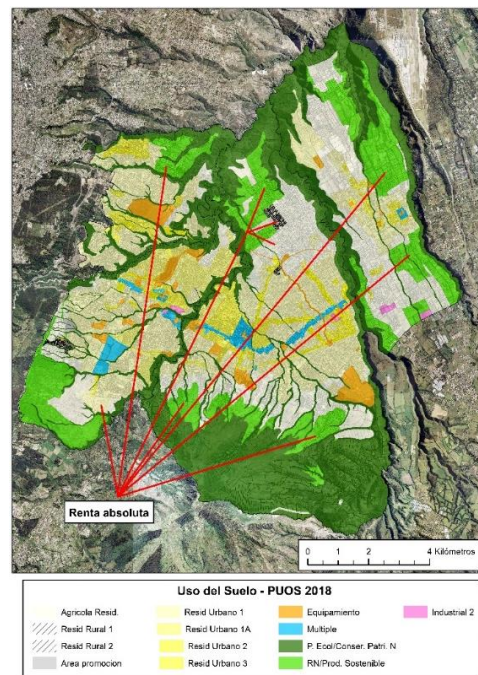 Renta absoluta
0 1 2 4 Kilómetros
Uso del Suelo - PUOS 2018
Agricola Resid. Resid Urbano 1 Equipamiento Industrial 2
Resid Rural 1 Resid Urbano 1A Multiple
Resid Rural 2 Resid Urbano 2 P. Ecol/Conser. Patri. N
Area promocion Resid Urbano 3 RN/Prod. Sostenible